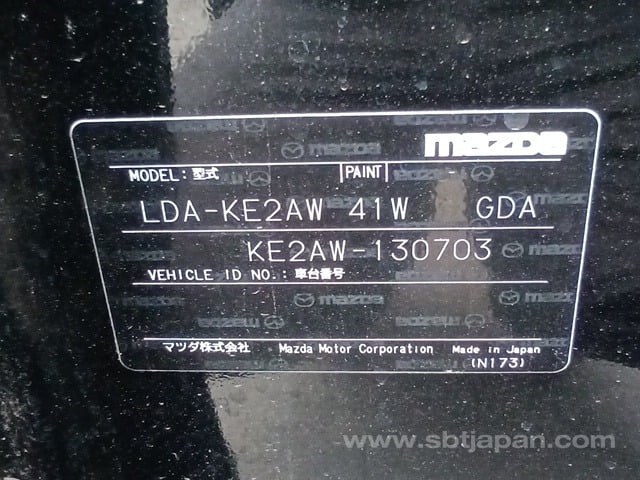 mazda
MODEL: 型式 PAINT
LDA-KE2AW 41W GDA
KE2AW-130703
VEHICLE ID NO.: 車台番号
マツダ株式会社 Mazda Motor Corporation Made in Japan
(N173)
www.sbtjapan.com